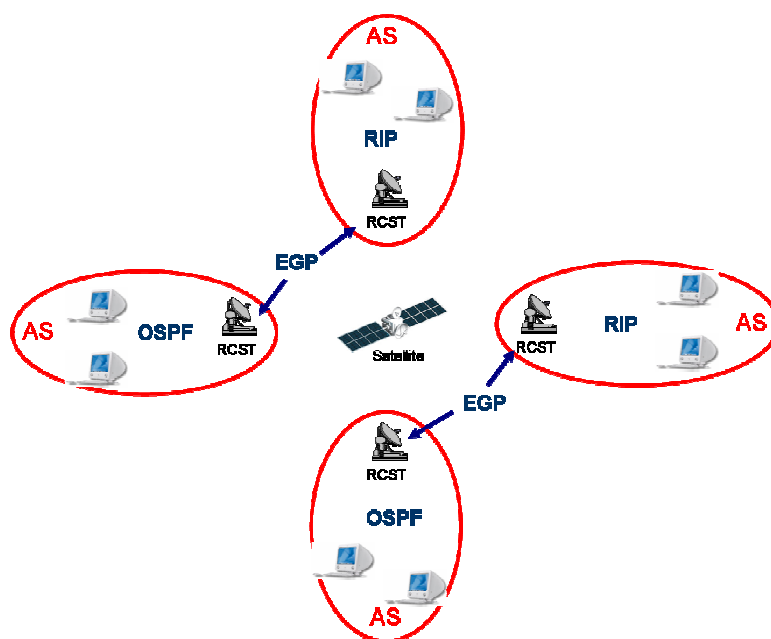 AS
RIP
RCST
EGP
AS
OSPF
RCST
Satellite
RCST
RIP
AS
EGP
RCST
OSPF
AS